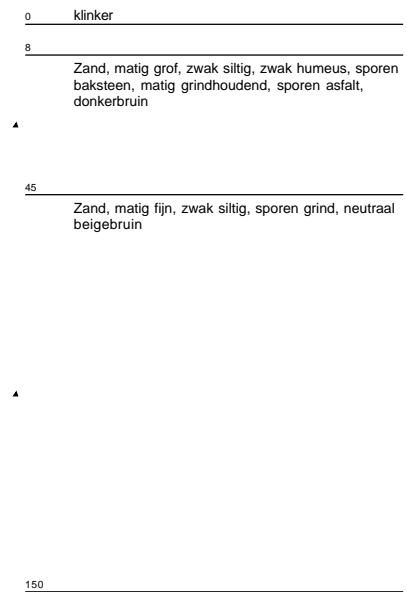 0 klinker
8
Zand, matig grof, zwak siltig, zwak humeus, sporen
baksteen, matig grindhoudend, sporen asfalt,
donkerbruin
45
Zand, matig fijn, zwak siltig, sporen grind, neutraal
beigebruin
150